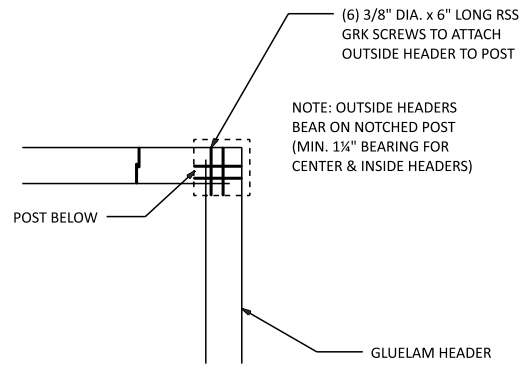 (6) 3/8" DIA. x 6" LONG RSS
GRK SCREWS TO ATTACH
OUTSIDE HEADER TO POST
NOTE: OUTSIDE HEADERS
BEAR ON NOTCHED POST
(MIN. 1¼" BEARING FOR
CENTER & INSIDE HEADERS)
POST BELOW
GLUELAM HEADER